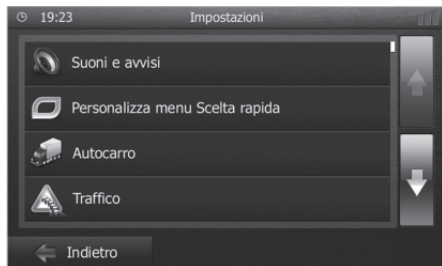 19:23 Impostazioni
Suoni e avvisi
Personalizza menu Scelta rapida
Autocarro
Traffico
Indietro